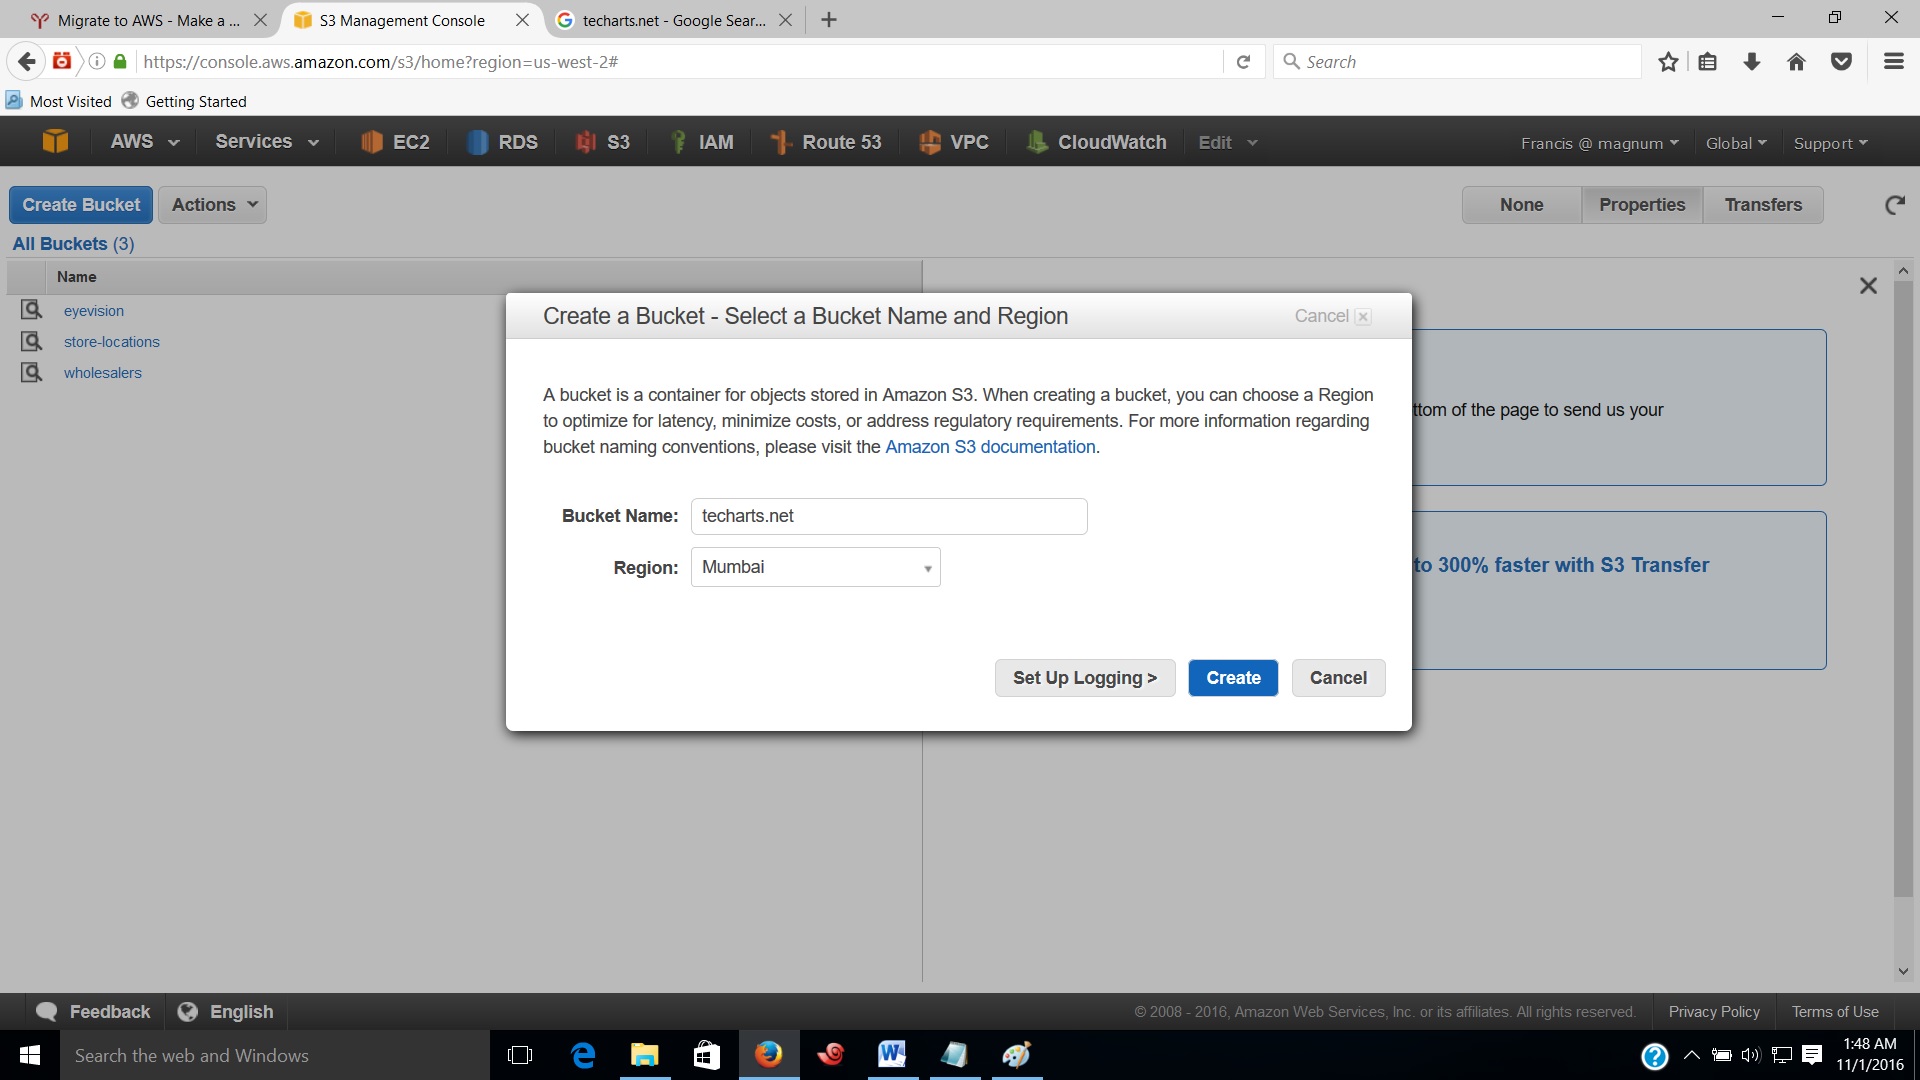 Migrate to AWS - Make a ...
S3 Management Console
techarts.net - Google Sear...
https://console.aws.amazon.com/s3/home?region=us-west-2#
Search
Most Visited
Getting Started
AWS
Services
EC2
RDS
S3
IAM
Route 53
VPC
CloudWatch
Edit
Francis @ magnum
Global
Support
Create Bucket
Actions
None
Properties
Transfers
All Buckets (3)
Name
eyevision
store-locations
wholesalers
Create a Bucket - Select a Bucket Name and Region
Cancel
A bucket is a container for objects stored in Amazon S3. When creating a bucket, you can choose a Region
to optimize for latency, minimize costs, or address regulatory requirements. For more information regarding
bucket naming conventions, please visit the Amazon S3 documentation.
ttom of the page to send us your
Bucket Name: techarts.net
Region: Mumbai
to 300% faster with S3 Transfer
Set Up Logging >
Create
Cancel
Feedback
English
© 2008 - 2016, Amazon Web Services, Inc. or its affiliates. All rights reserved.
Privacy Policy
Terms of Use
Search the web and Windows
1:48 AM
11/1/2016